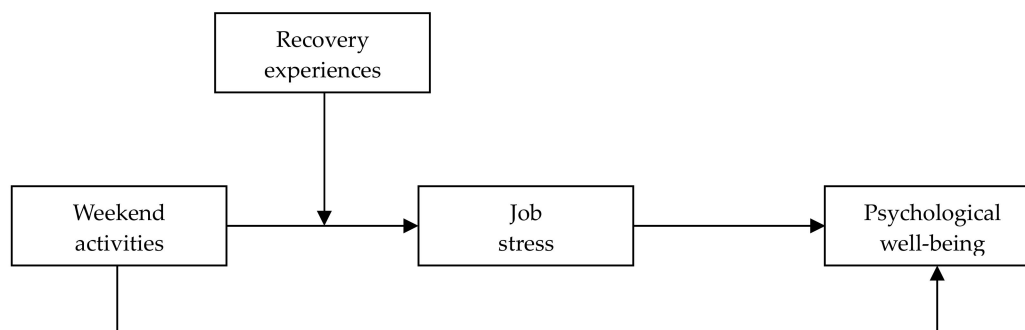 Recovery
experiences
Weekend
activities
Job
stress
Psychological
well-being